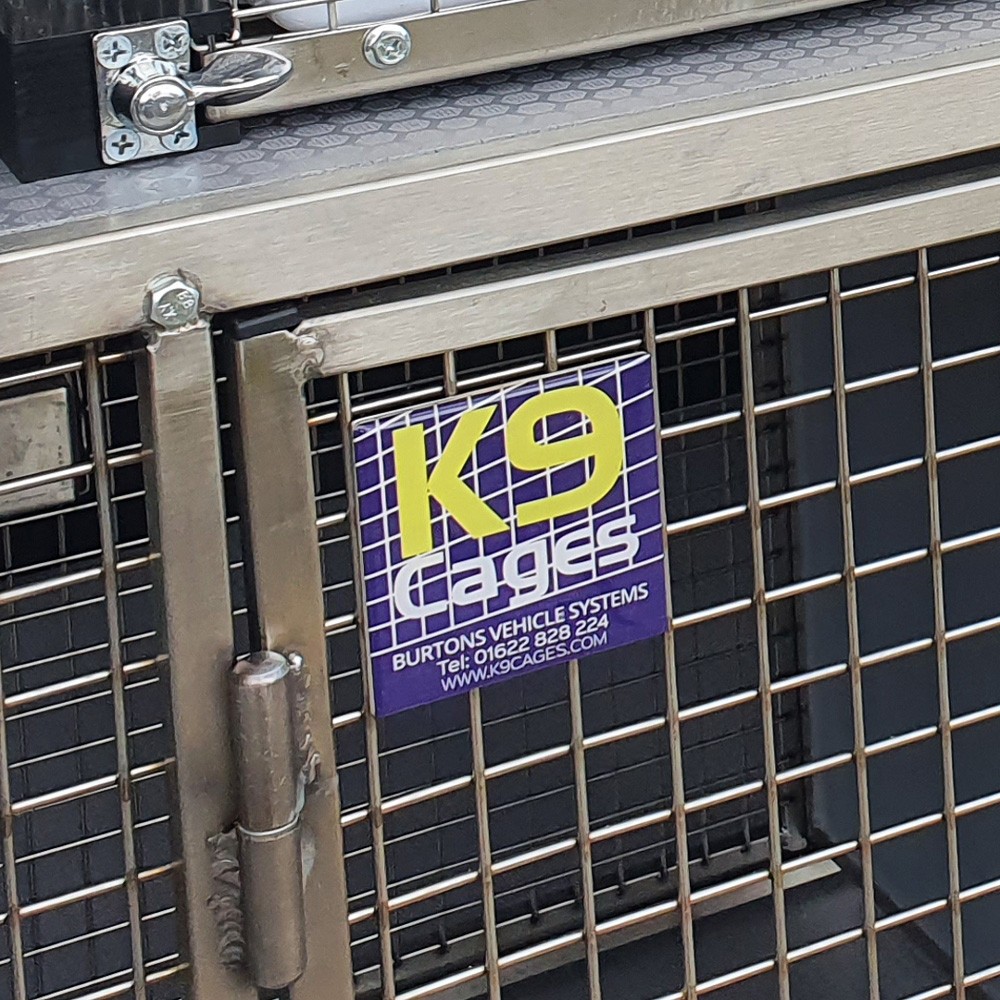 K9
Cages
BURTONS VEHICLE SYSTEMS
Tel: 01622 828 224
WWW.K9CAGES.COM